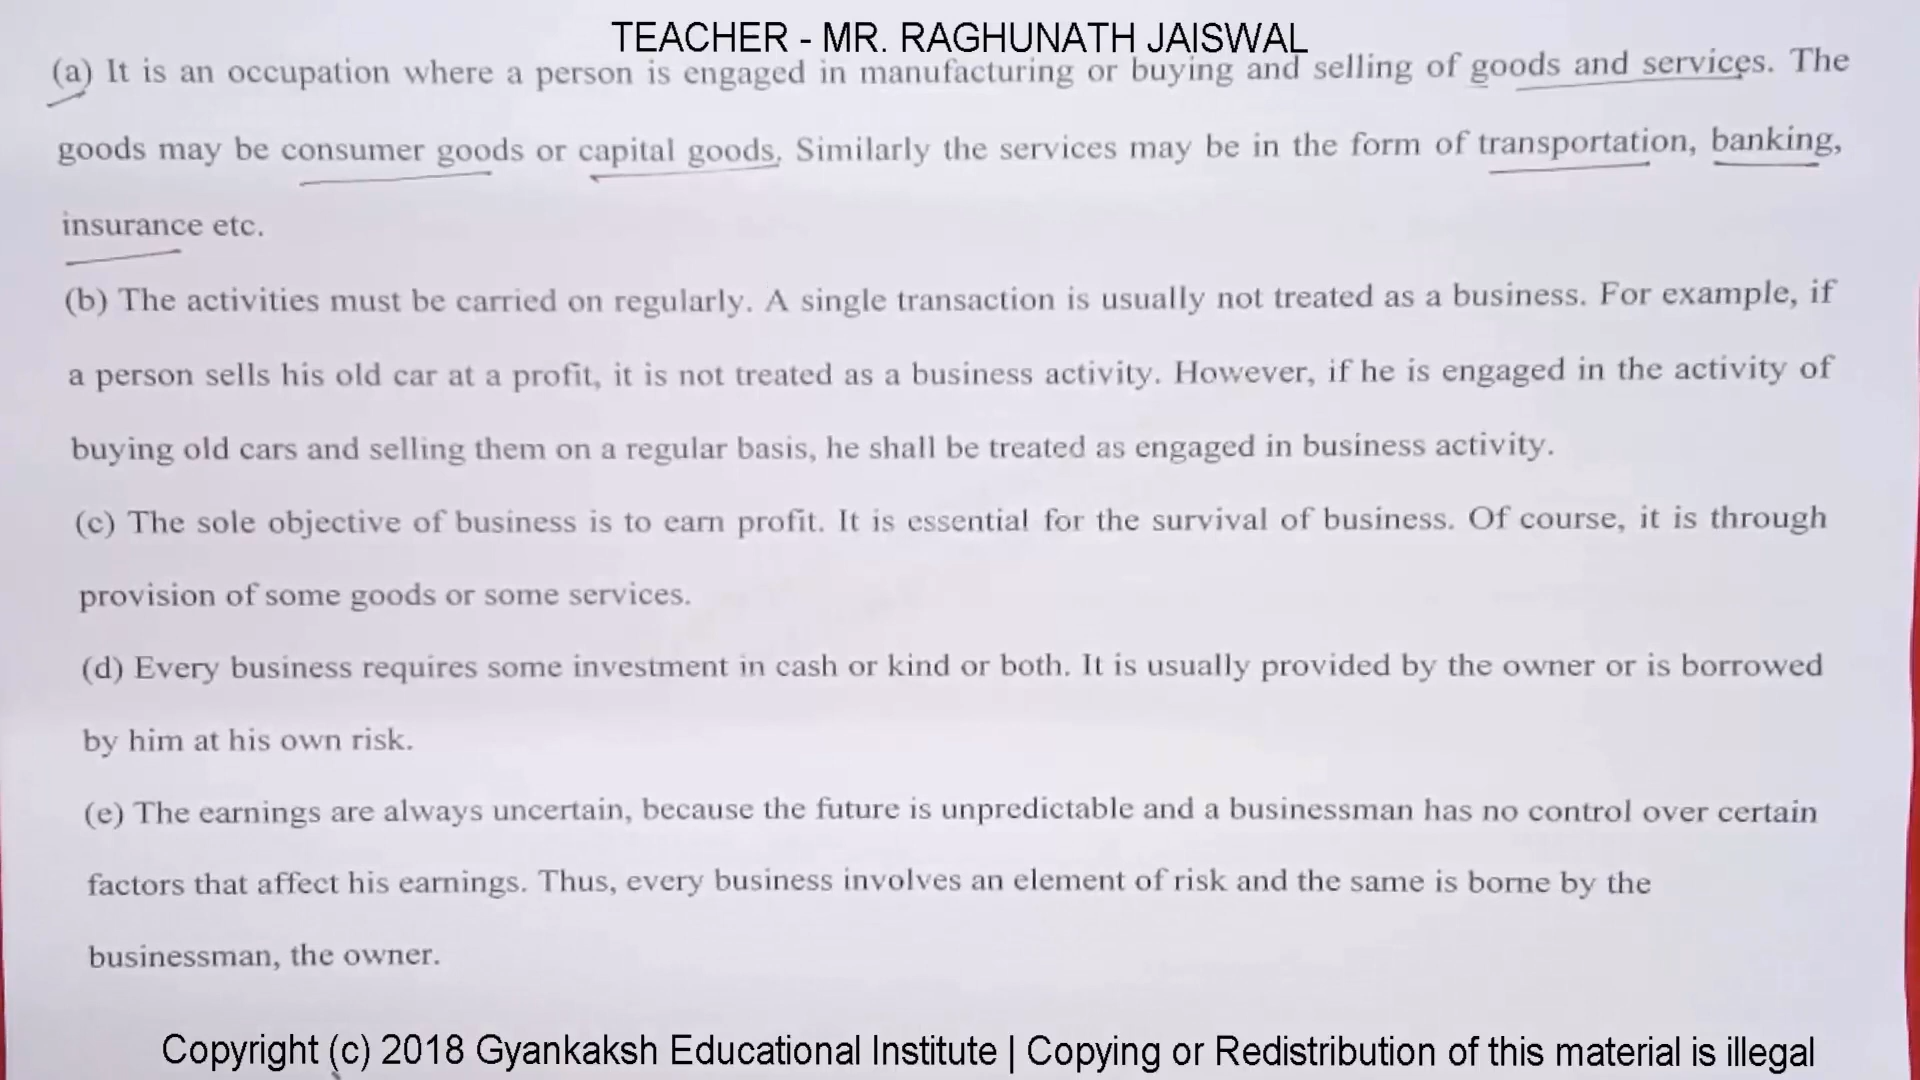 TEACHER - MR. RAGHUNATH JAISWAL
(a) It is an occupation where a person is engaged in manufacturing or buying and selling of goods and services. The
goods may be consumer goods or capital goods. Similarly the services may be in the form of transportation, banking,
insurance etc.
(b) The activities must be carried on regularly. A single transaction is usually not treated as a business. For example, if
a person sells his old car at a profit, it is not treated as a business activity. However, if he is engaged in the activity of
buying old cars and selling them on a regular basis, he shall be treated as engaged in business activity.
(c) The sole objective of business is to earn profit. It is essential for the survival of business. Of course, it is through
provision of some goods or some services.
(d) Every business requires some investment in cash or kind or both. It is usually provided by the owner or is borrowed
by him at his own risk.
(e) The earnings are always uncertain, because the future is unpredictable and a businessman has no control over certain
factors that affect his earnings. Thus, every business involves an element of risk and the same is borne by the
businessman, the owner.
Copyright (c) 2018 Gyankaksh Educational Institute | Copying or Redistribution of this material is illegal